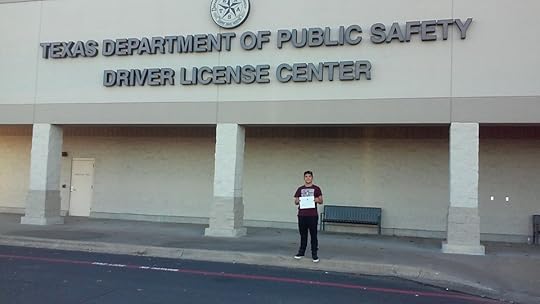 TEXAS DEPARTMENT OF PUBLIC SAFETY
DRIVER LICENSE CENTER